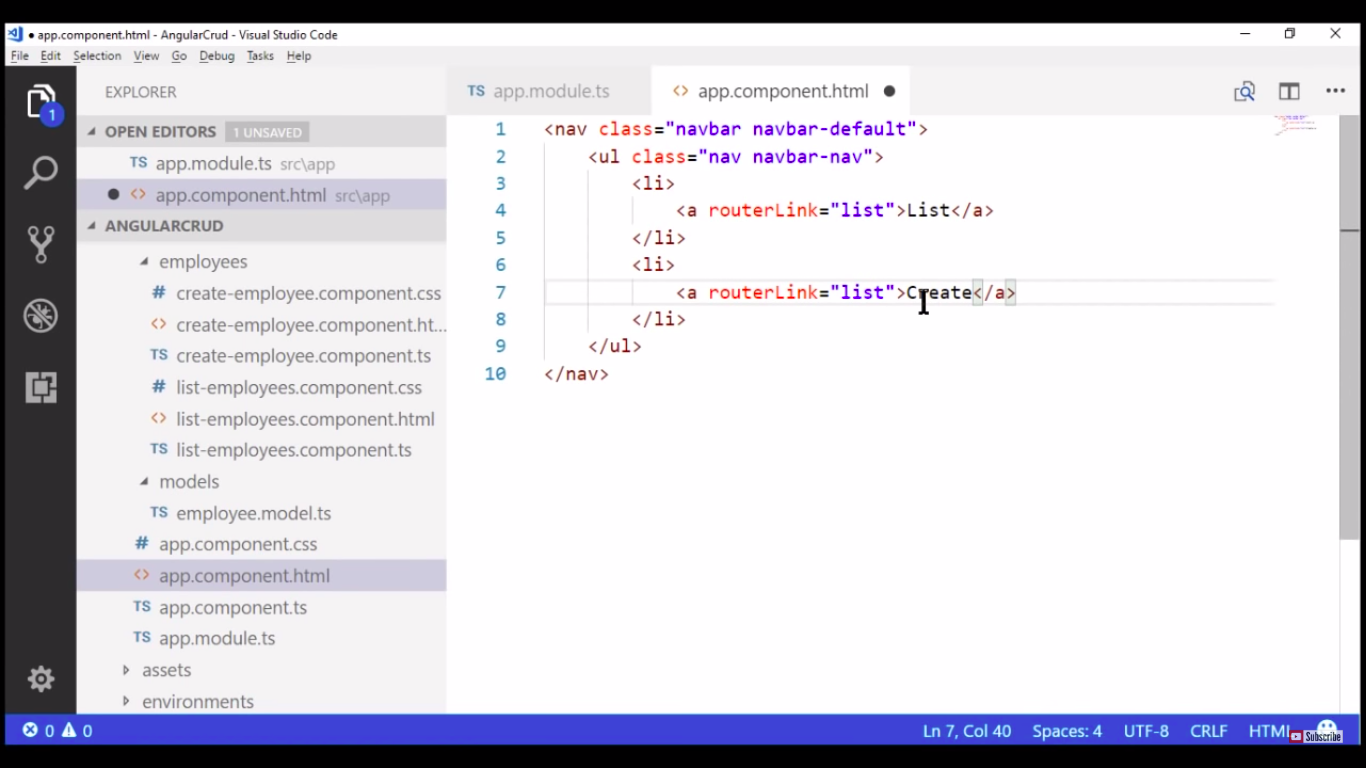 app.component.html - AngularCrud - Visual Studio Code
File Edit Selection View Go Debug Tasks Help
EXPLORER
1
OPEN EDITORS 1 UNSAVED
TS app.module.ts src\app
<> app.component.html src\app
ANGULARCRUD
employees
# create-employee.component.css
<> create-employee.component.ht...
TS create-employee.component.ts
# list-employees.component.css
<> list-employees.component.html
TS list-employees.component.ts
models
TS employee.model.ts
# app.component.css
<> app.component.html
TS app.component.ts
TS app.module.ts
assets
environments
TS app.module.ts <> app.component.html
1 <nav class="navbar navbar-default">
2 <ul class="nav navbar-nav">
3 <li>
4 <a routerLink="list">List</a>
5 </li>
6 <li>
7 <a routerLink="list">Create</a>
8 </li>
9 </ul>
10 </nav>
0 0 Ln 7, Col 40 Spaces: 4 UTF-8 CRLF HTML
Subscribe